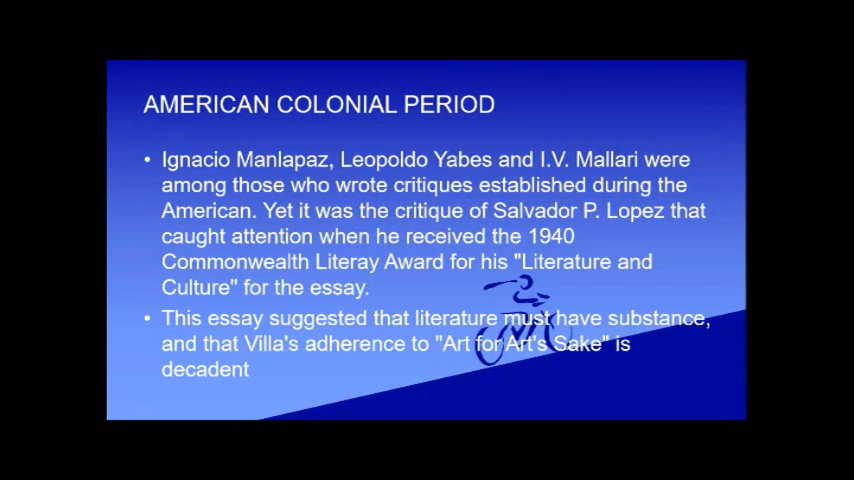 AMERICAN COLONIAL PERIOD
• Ignacio Manlapaz, Leopoldo Yabes and I.V. Mallari were
among those who wrote critiques established during the
American. Yet it was the critique of Salvador P. Lopez that
caught attention when he received the 1940
Commonwealth Literay Award for his "Literature and
Culture" for the essay.
• This essay suggested that literature must have substance,
and that Villa's adherence to "Art for Art's Sake" is
decadent